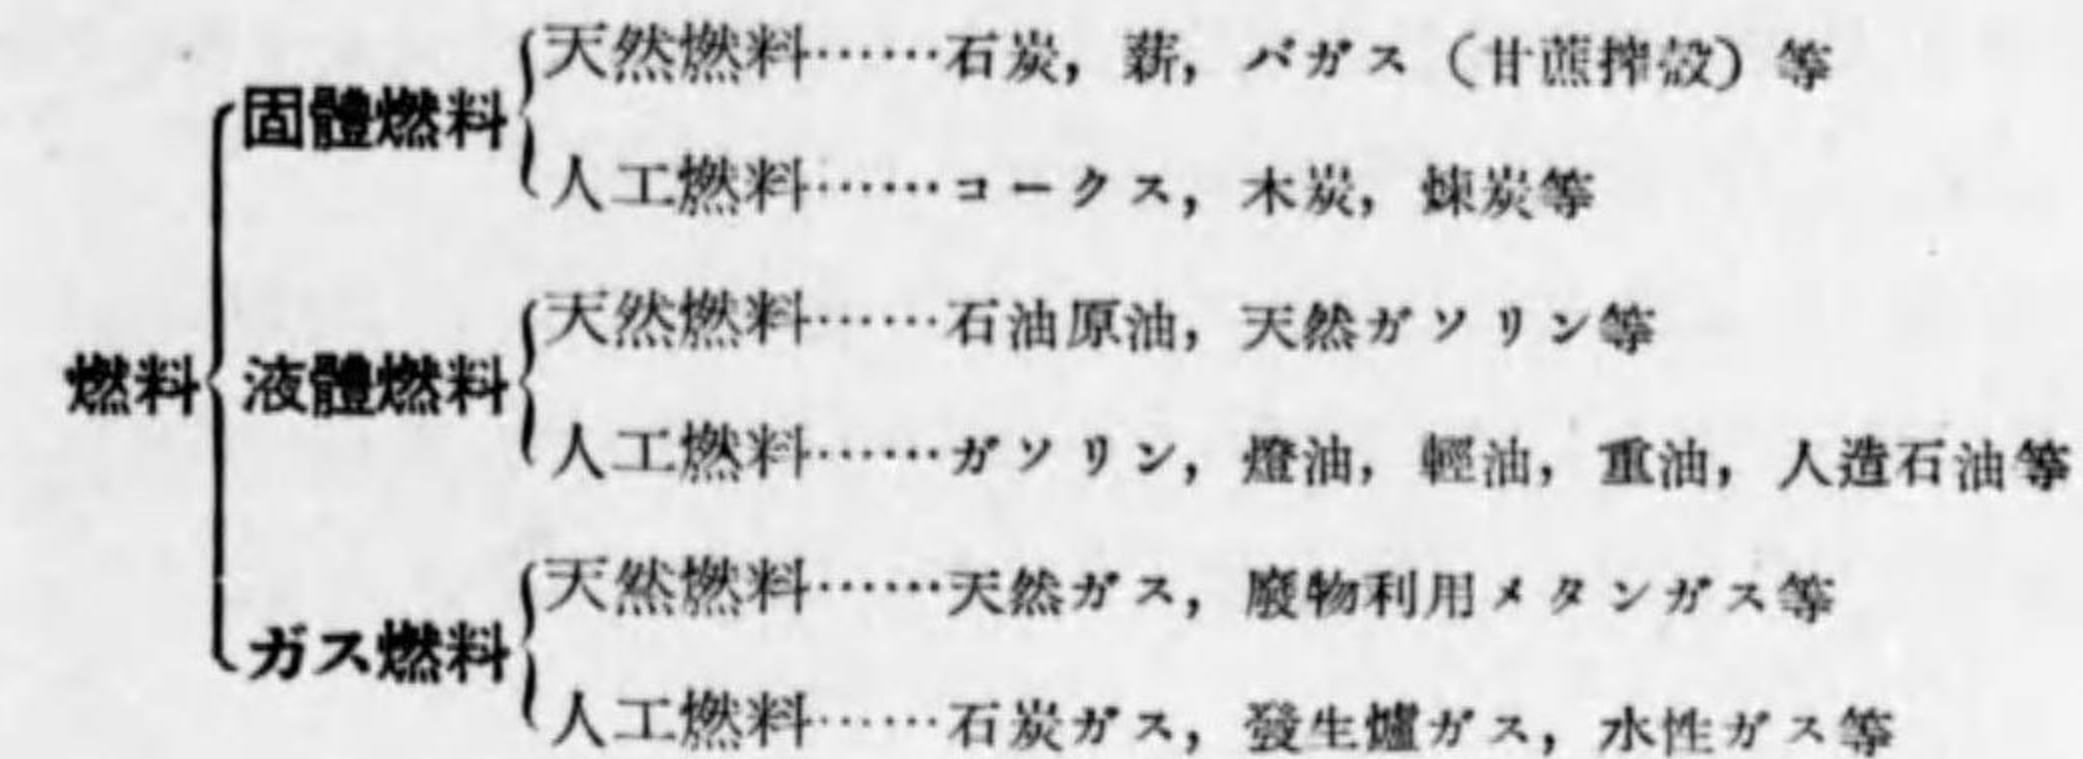 燃料
固體燃料
天然燃料……石炭，薪，バガス（甘蔗搾殼）等
人工燃料……コークス，木炭，煉炭等
液體燃料
天然燃料……石油原油，天然ガソリン等
人工燃料……ガソリン，燈油，輕油，重油，人造石油等
ガス燃料
天然燃料……天然ガス，廢物利用メタンガス等
人工燃料……石炭ガス，發生爐ガス，水性ガス等